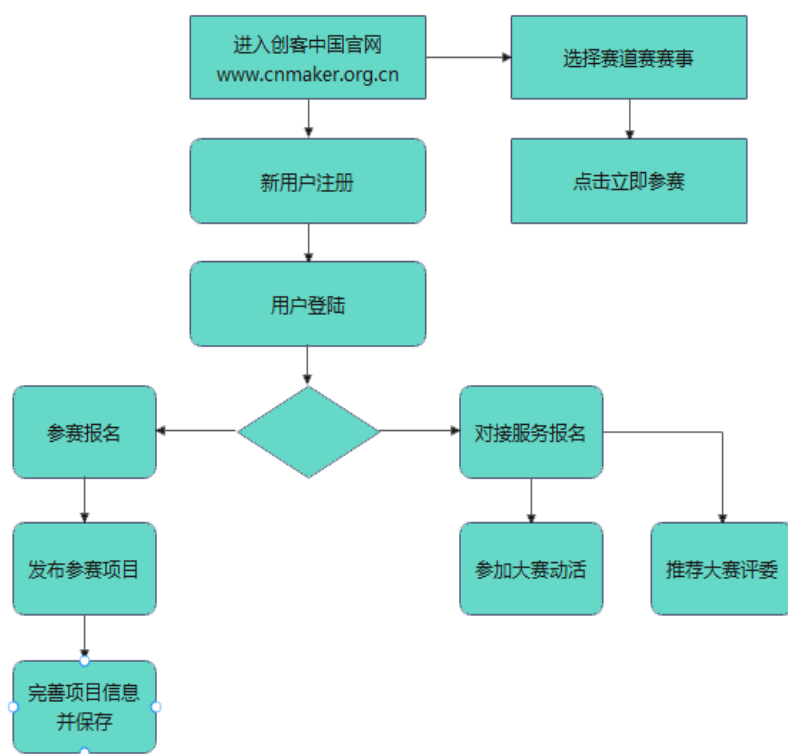 进入创客中国官网
www.cnmaker.org.cn
选择赛道赛赛事
新用户注册
点击立即参赛
用户登陆
参赛报名
对接服务报名
发布参赛项目
参加大赛动活
推荐大赛评委
完善项目信息
并保存